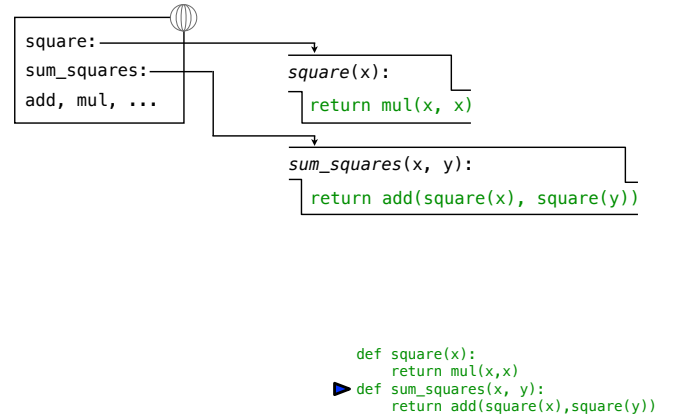 square:
sum_squares:
add, mul, ...
square(x):
return mul(x, x)
sum_squares(x, y):
return add(square(x), square(y))
def square(x):
    return mul(x,x)
def sum_squares(x, y):
    return add(square(x),square(y))